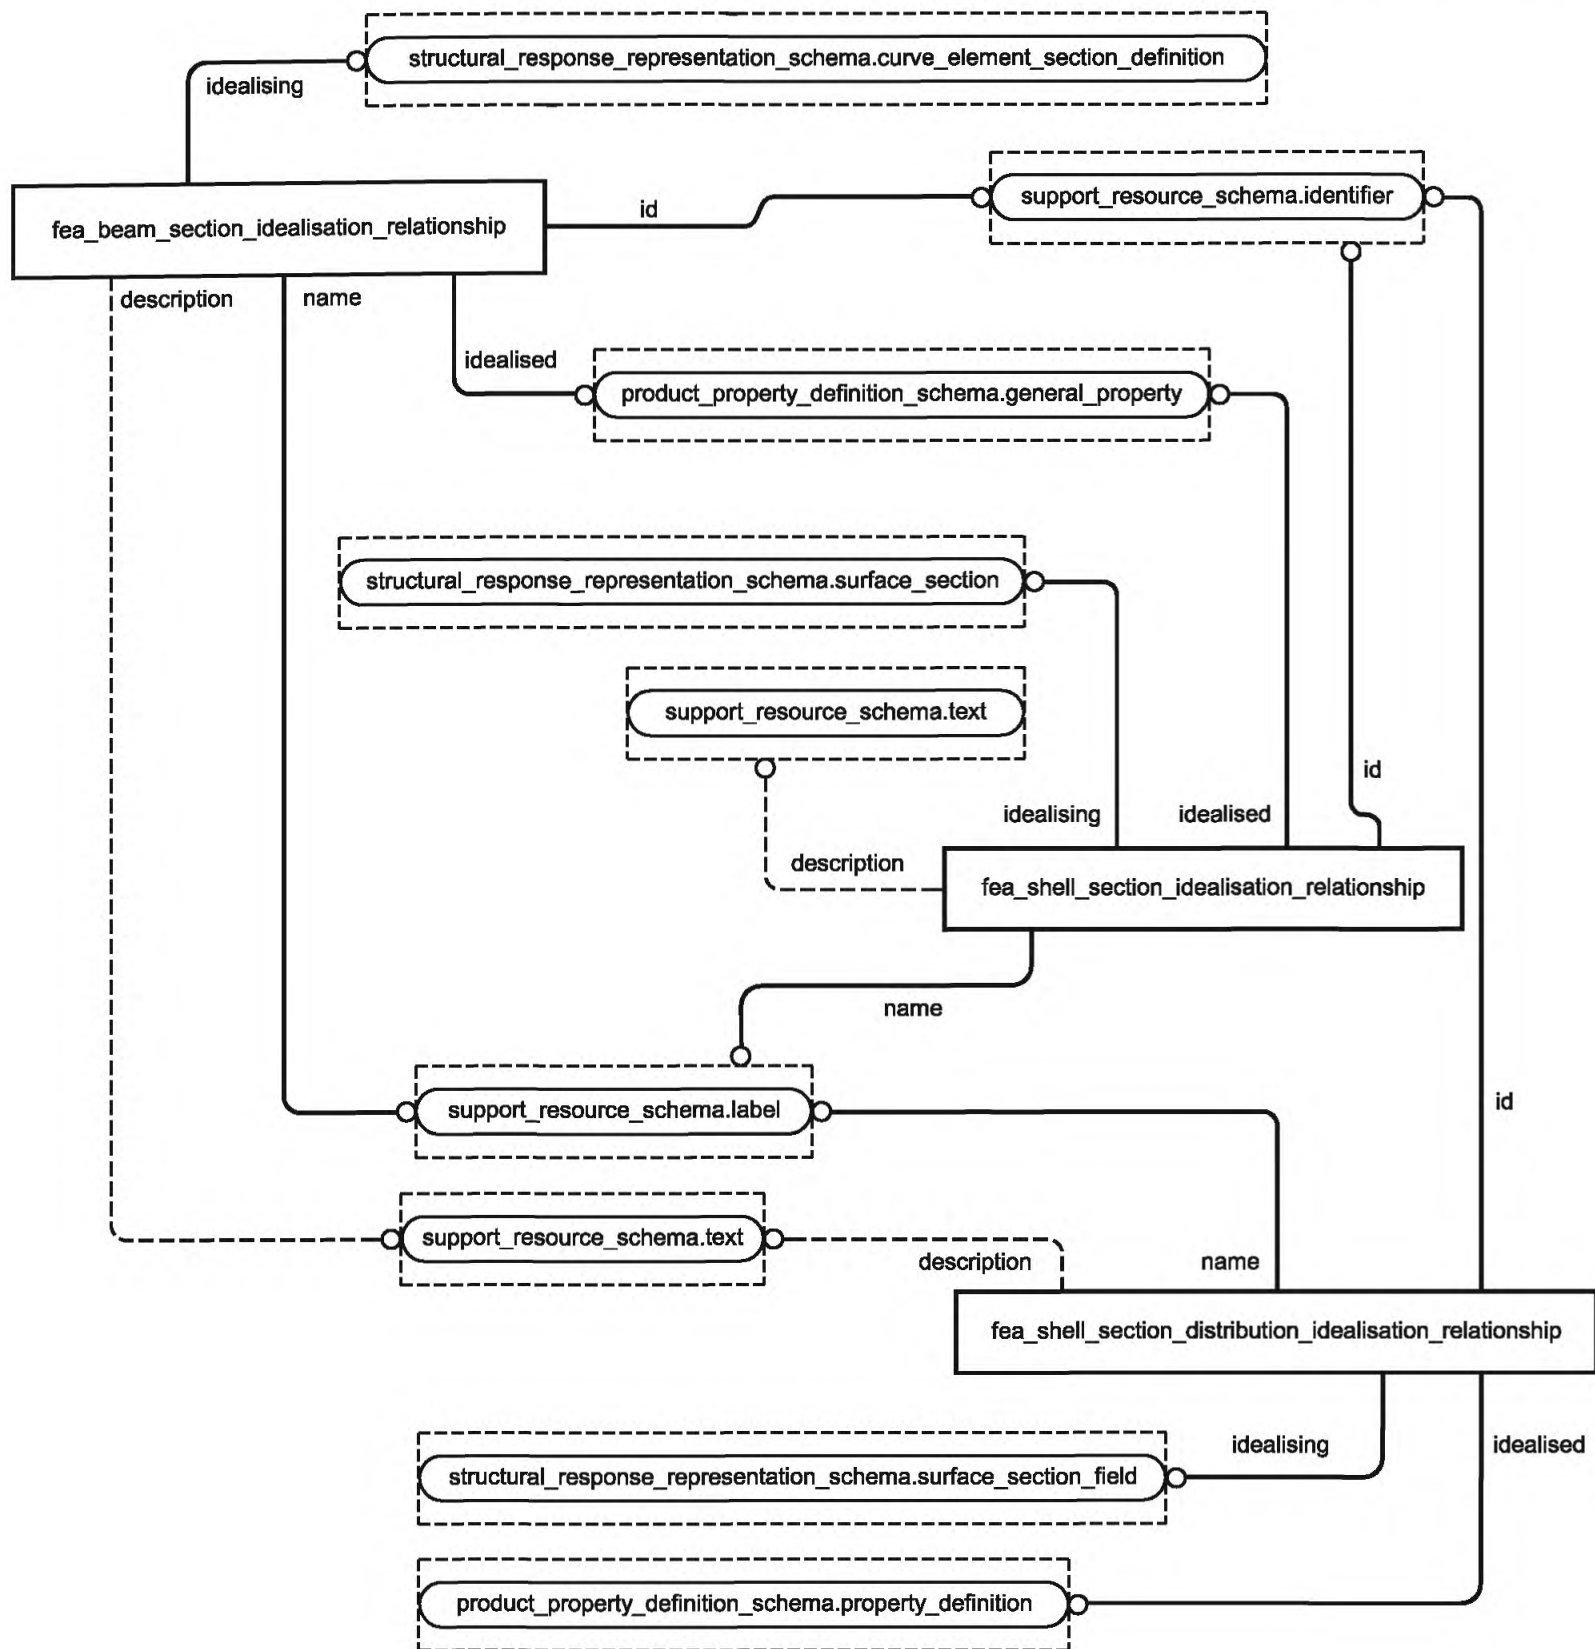 structural_response_representation_schema.curve_element_section_definition
idealising
support_resource_schema.identifier
id
fea_beam_section_idealisation_relationship
description
name
idealised
product_property_definition_schema.general_property
structural_response_representation_schema.surface_section
support_resource_schema.text
id
idealising
idealised
description
fea_shell_section_idealisation_relationship
name
support_resource_schema.label
id
support_resource_schema.text
description
name
fea_shell_section_distribution_idealisation_relationship
idealising
idealised
structural_response_representation_schema.surface_section_field
product_property_definition_schema.property_definition